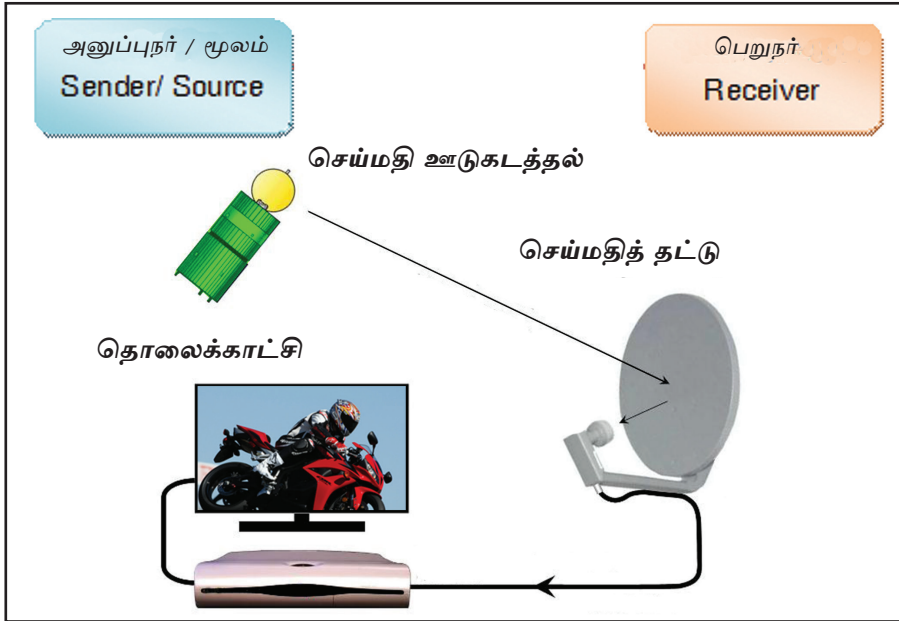 அனுப்புநர் / மூலம்
Sender/ Source
பெறுநர்
Receiver
செய்மதி ஊடுகடத்தல்
செய்மதித் தட்டு
தொலைக்காட்சி